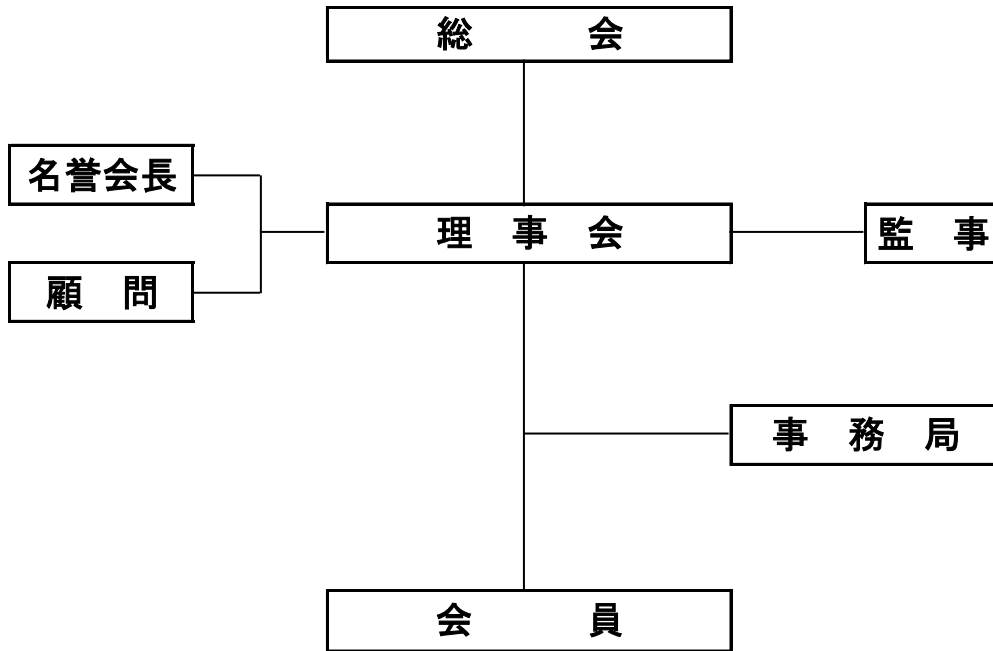 総　会
名誉会長
理　事　会
監　事
顧　問
事　務　局
会　員